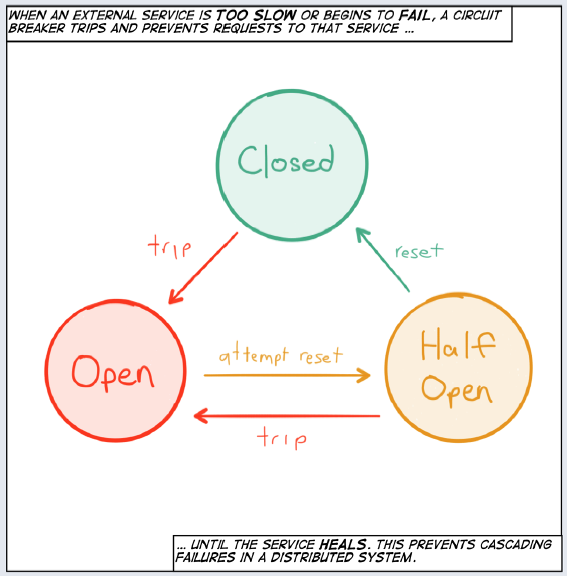 WHEN AN EXTERNAL SERVICE IS TOO SLOW OR BEGINS TO FAIL, A CIRCUIT
BREAKER TRIPS AND PREVENTS REQUESTS TO THAT SERVICE ...
Closed
trip
reset
Open
attempt reset
Half
Open
trip
... UNTIL THE SERVICE HEALS. THIS PREVENTS CASCADING
FAILURES IN A DISTRIBUTED SYSTEM.